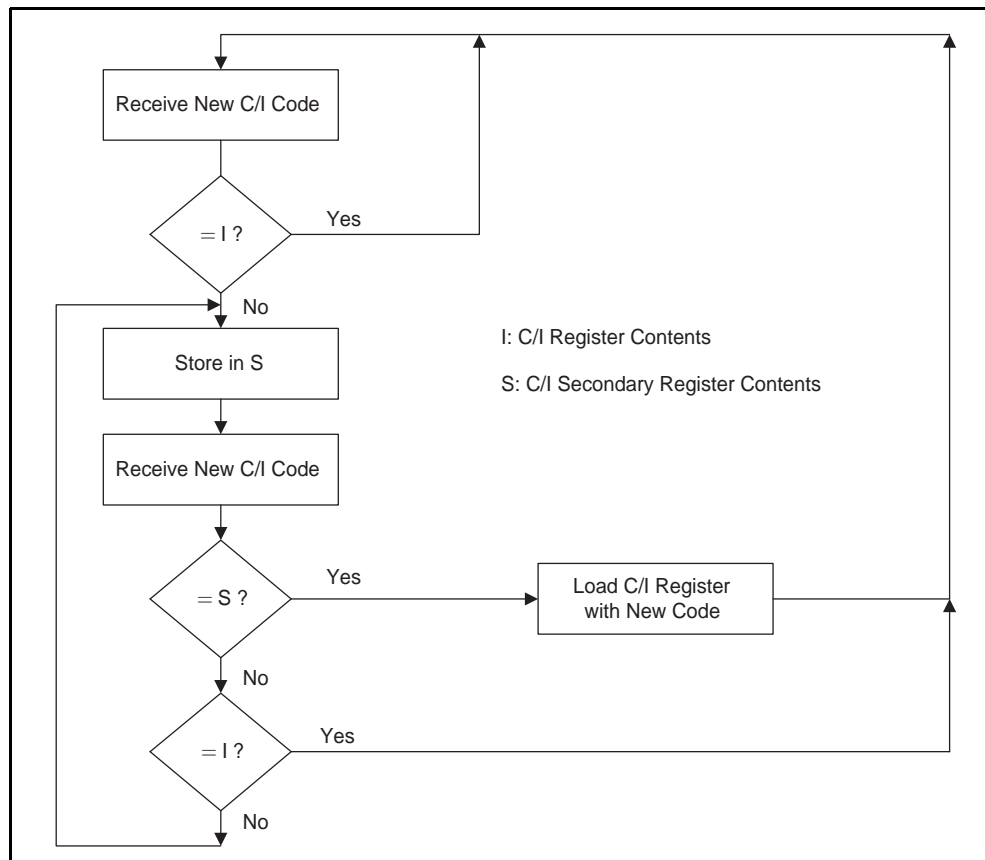 Receive New C/I Code
= I ?
Yes
No
Store in S
I: C/I Register Contents
S: C/I Secondary Register Contents
Receive New C/I Code
= S ?
Yes
Load C/I Register
with New Code
No
= I ?
Yes
No